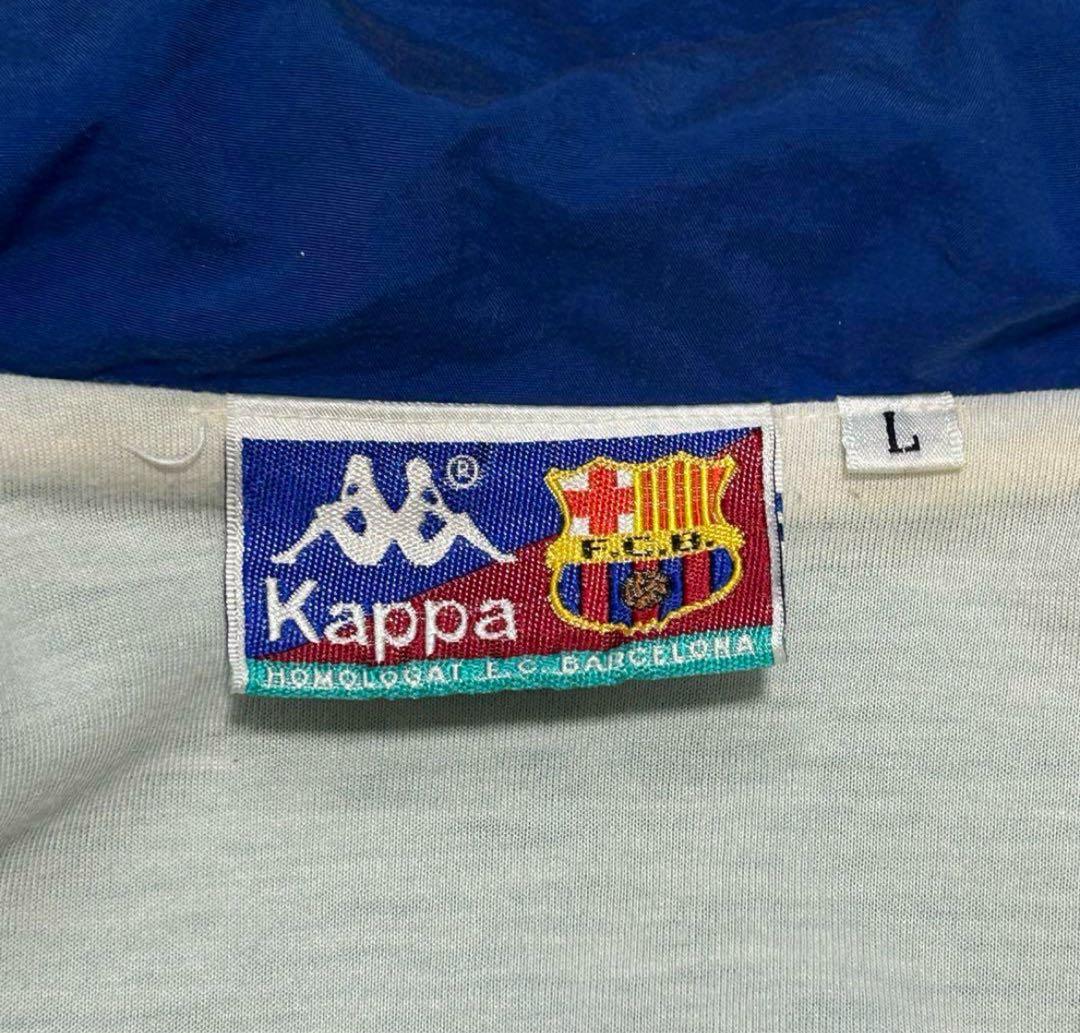 ®
L
F.C.B.
Kappa
HOMOLOGAT F.C. BARCELONA